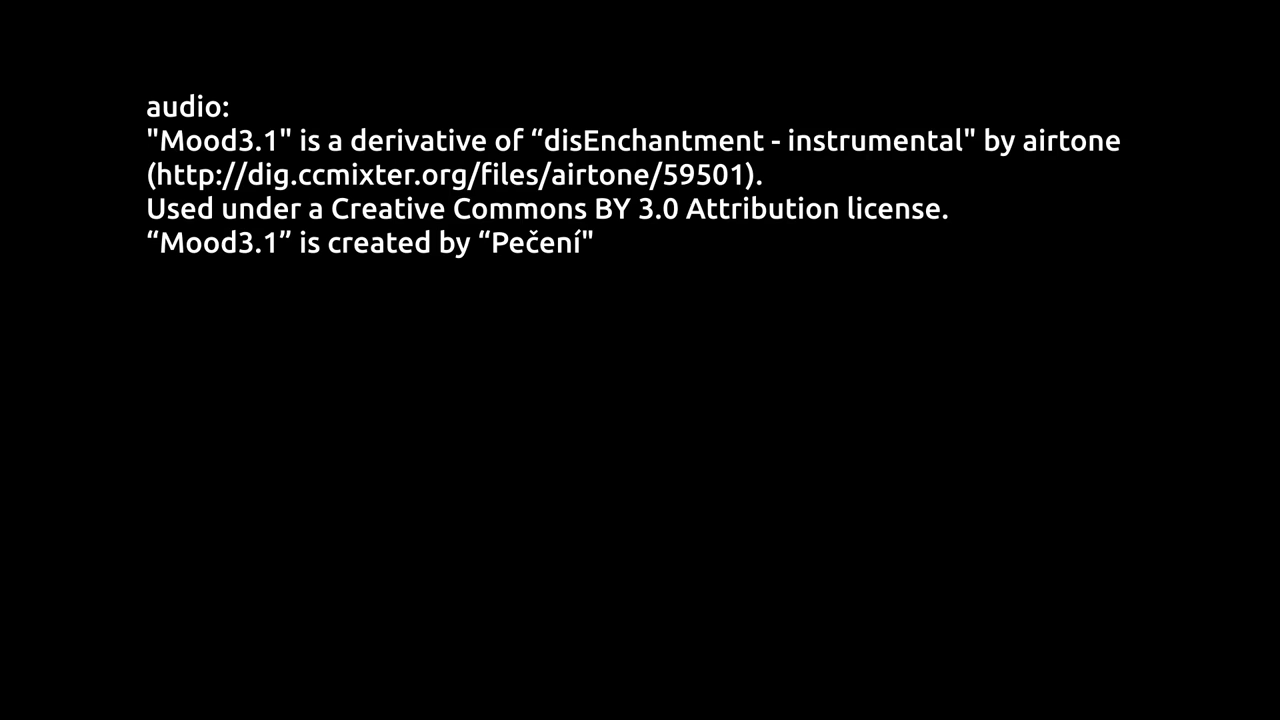 audio:
"Mood3.1" is a derivative of “disEnchantment - instrumental" by airtone
(http://dig.ccmixter.org/files/airtone/59501).
Used under a Creative Commons BY 3.0 Attribution license.
“Mood3.1” is created by “Pečení"